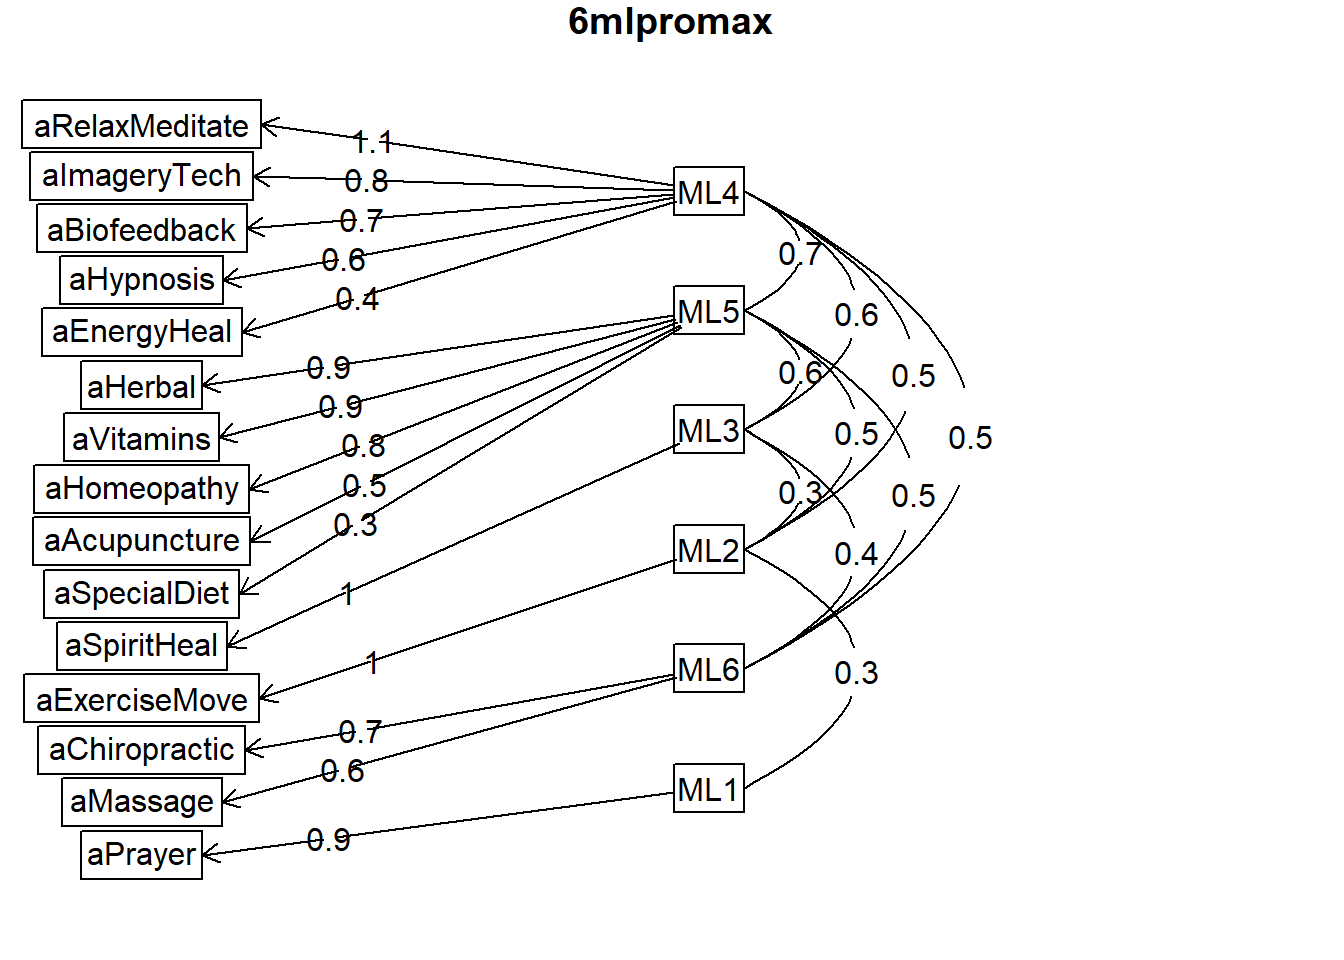 6mlpromax
aRelaxMeditate
aImageryTech
aBiofeedback
aHypnosis
aEnergyHeal
aHerbal
aVitamins
aHomeopathy
aAcupuncture
aSpecialDiet
aSpiritHeal
aExerciseMove
aChiropractic
aMassage
aPrayer
1.1
0.8
0.7
0.6
0.4
0.9
0.9
0.8
0.5
0.3
1
1
0.7
0.6
0.9
ML4
ML5
ML3
ML2
ML6
ML1
0.7
0.6
0.6
0.5
0.5
0.5
0.3
0.5
0.4
0.3